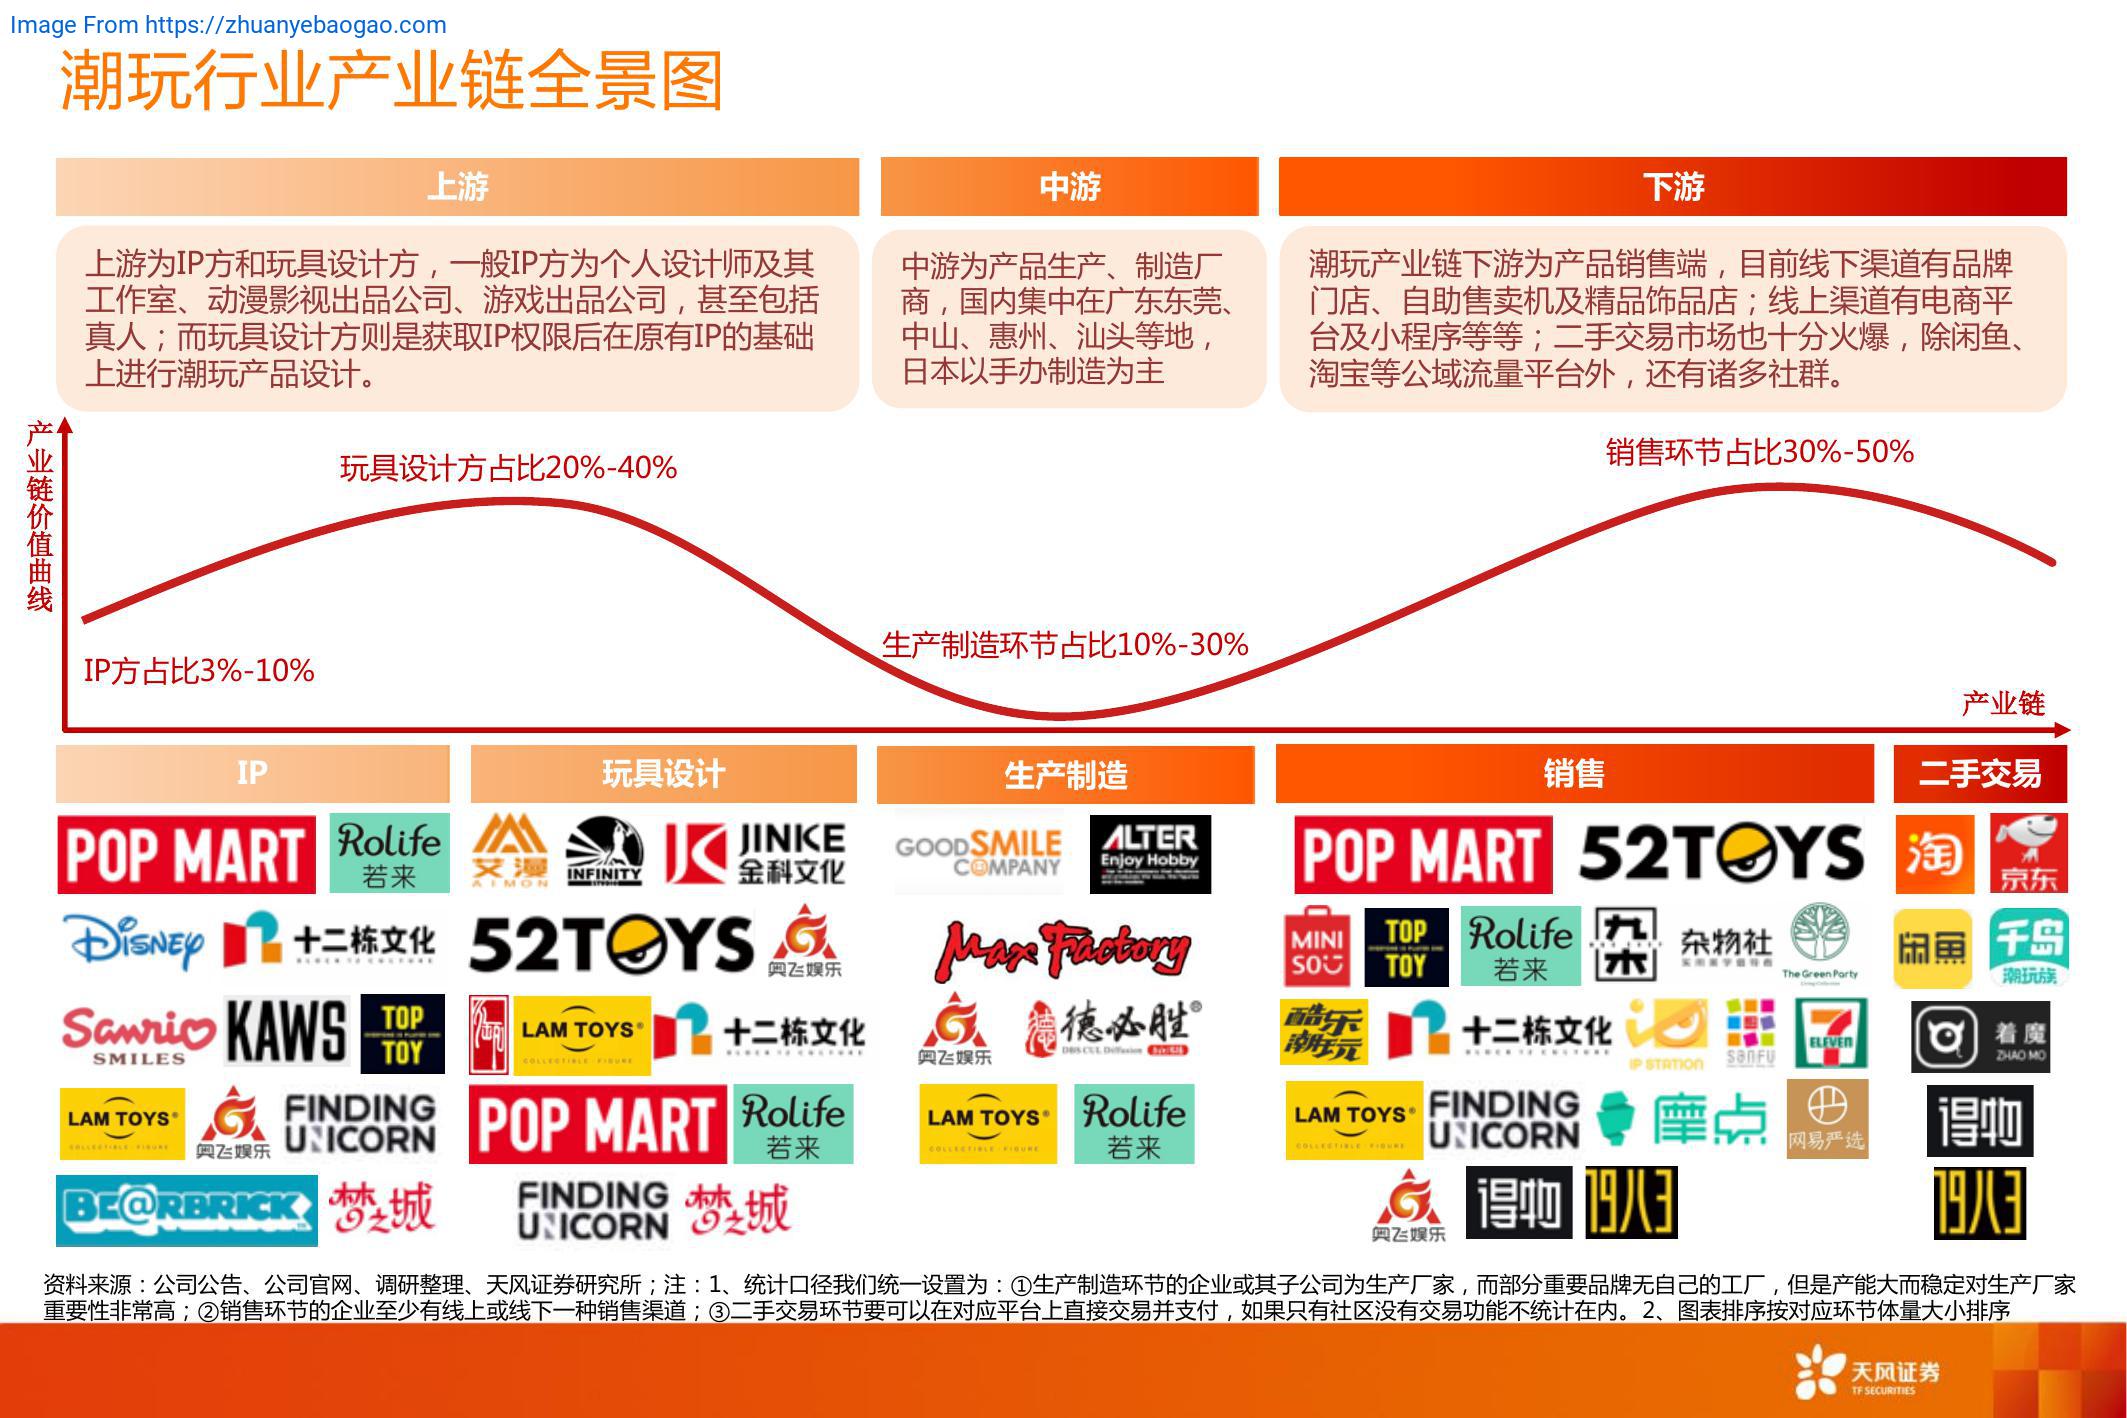 Image From https://zhuanyebaogao.com
潮玩行业产业链全景图
上游
中游
下游
上游为IP方和玩具设计方，一般IP方为个人设计师及其
工作室、动漫影视出品公司、游戏出品公司，甚至包括
真人；而玩具设计方则是获取IP权限后在原有IP的基础
上进行潮玩产品设计。
中游为产品生产、制造厂
商，国内集中在广东东莞、
中山、惠州、汕头等地，
日本以手办制造为主
潮玩产业链下游为产品销售端，目前线下渠道有品牌
门店、自助售卖机及精品饰品店；线上渠道有电商平
台及小程序等等；二手交易市场也十分火爆，除闲鱼、
淘宝等公域流量平台外，还有诸多社群。
产业链价值曲线
玩具设计方占比20%-40%
销售环节占比30%-50%
生产制造环节占比10%-30%
IP方占比3%-10%
产业链
IP
POP MART
Rolife
若来
Disney
十二栋文化
BLOCK 12 CULTURE
Sanrio
SMILES
KAWS
TOP
TOY
LAM TOYS
COLLECTIBLE · FIGURE
奥飞娱乐
FINDING
UNICORN
BE@RBRICK
梦之城
玩具设计
艾漫
AIMON
INFINITY
STUDIO
JINKE
金科文化
52TOYS
奥飞娱乐
LAM TOYS
COLLECTIBLE · FIGURE
十二栋文化
BLOCK 12 CULTURE
POP MART
Rolife
若来
FINDING
UNICORN
梦之城
生产制造
GOODSMILE
COMPANY
ALTER
Enjoy Hobby
Max Factory
奥飞娱乐
德必胜
LAM TOYS
COLLECTIBLE · FIGURE
Rolife
若来
销售
POP MART
52TOYS
MINI
SO
TOP
TOY
Rolife
若来
九木
杂物社
The Green Party
酷乐
潮玩
十二栋文化
BLOCK 12 CULTURE
IP STATION
SANFU
7
ELEVEN
LAM TOYS
COLLECTIBLE · FIGURE
FINDING
UNICORN
摩点
网易严选
奥飞娱乐
得物
19八3
二手交易
淘
京东
闲鱼
千岛
潮玩族
着魔
ZHAO MO
得物
19八3
资料来源：公司公告、公司官网、调研整理、天风证券研究所；注：1、统计口径我们统一设置为：①生产制造环节的企业或其子公司为生产厂家，而部分重要品牌无自己的工厂，但是产能大而稳定对生产厂家
重要性非常高；②销售环节的企业至少有线上或线下一种销售渠道；③二手交易环节要可以在对应平台上直接交易并支付，如果只有社区没有交易功能不统计在内。2、图表排序按对应环节体量大小排序
天风证券
TF SECURITIES